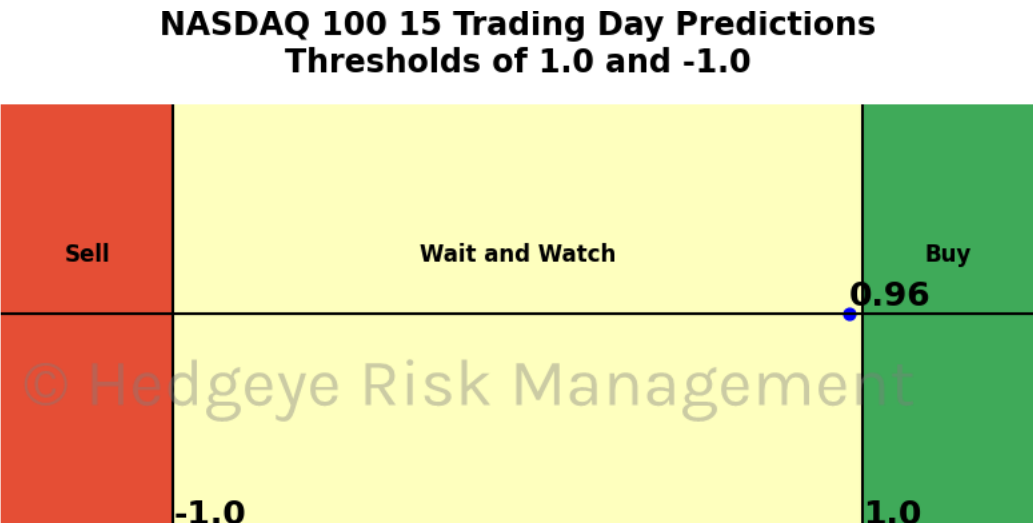 NASDAQ 100 15 Trading Day Predictions
Thresholds of 1.0 and -1.0
Sell Wait and Watch Buy
0.96
© Hedgeye Risk Management
-1.0 1.0